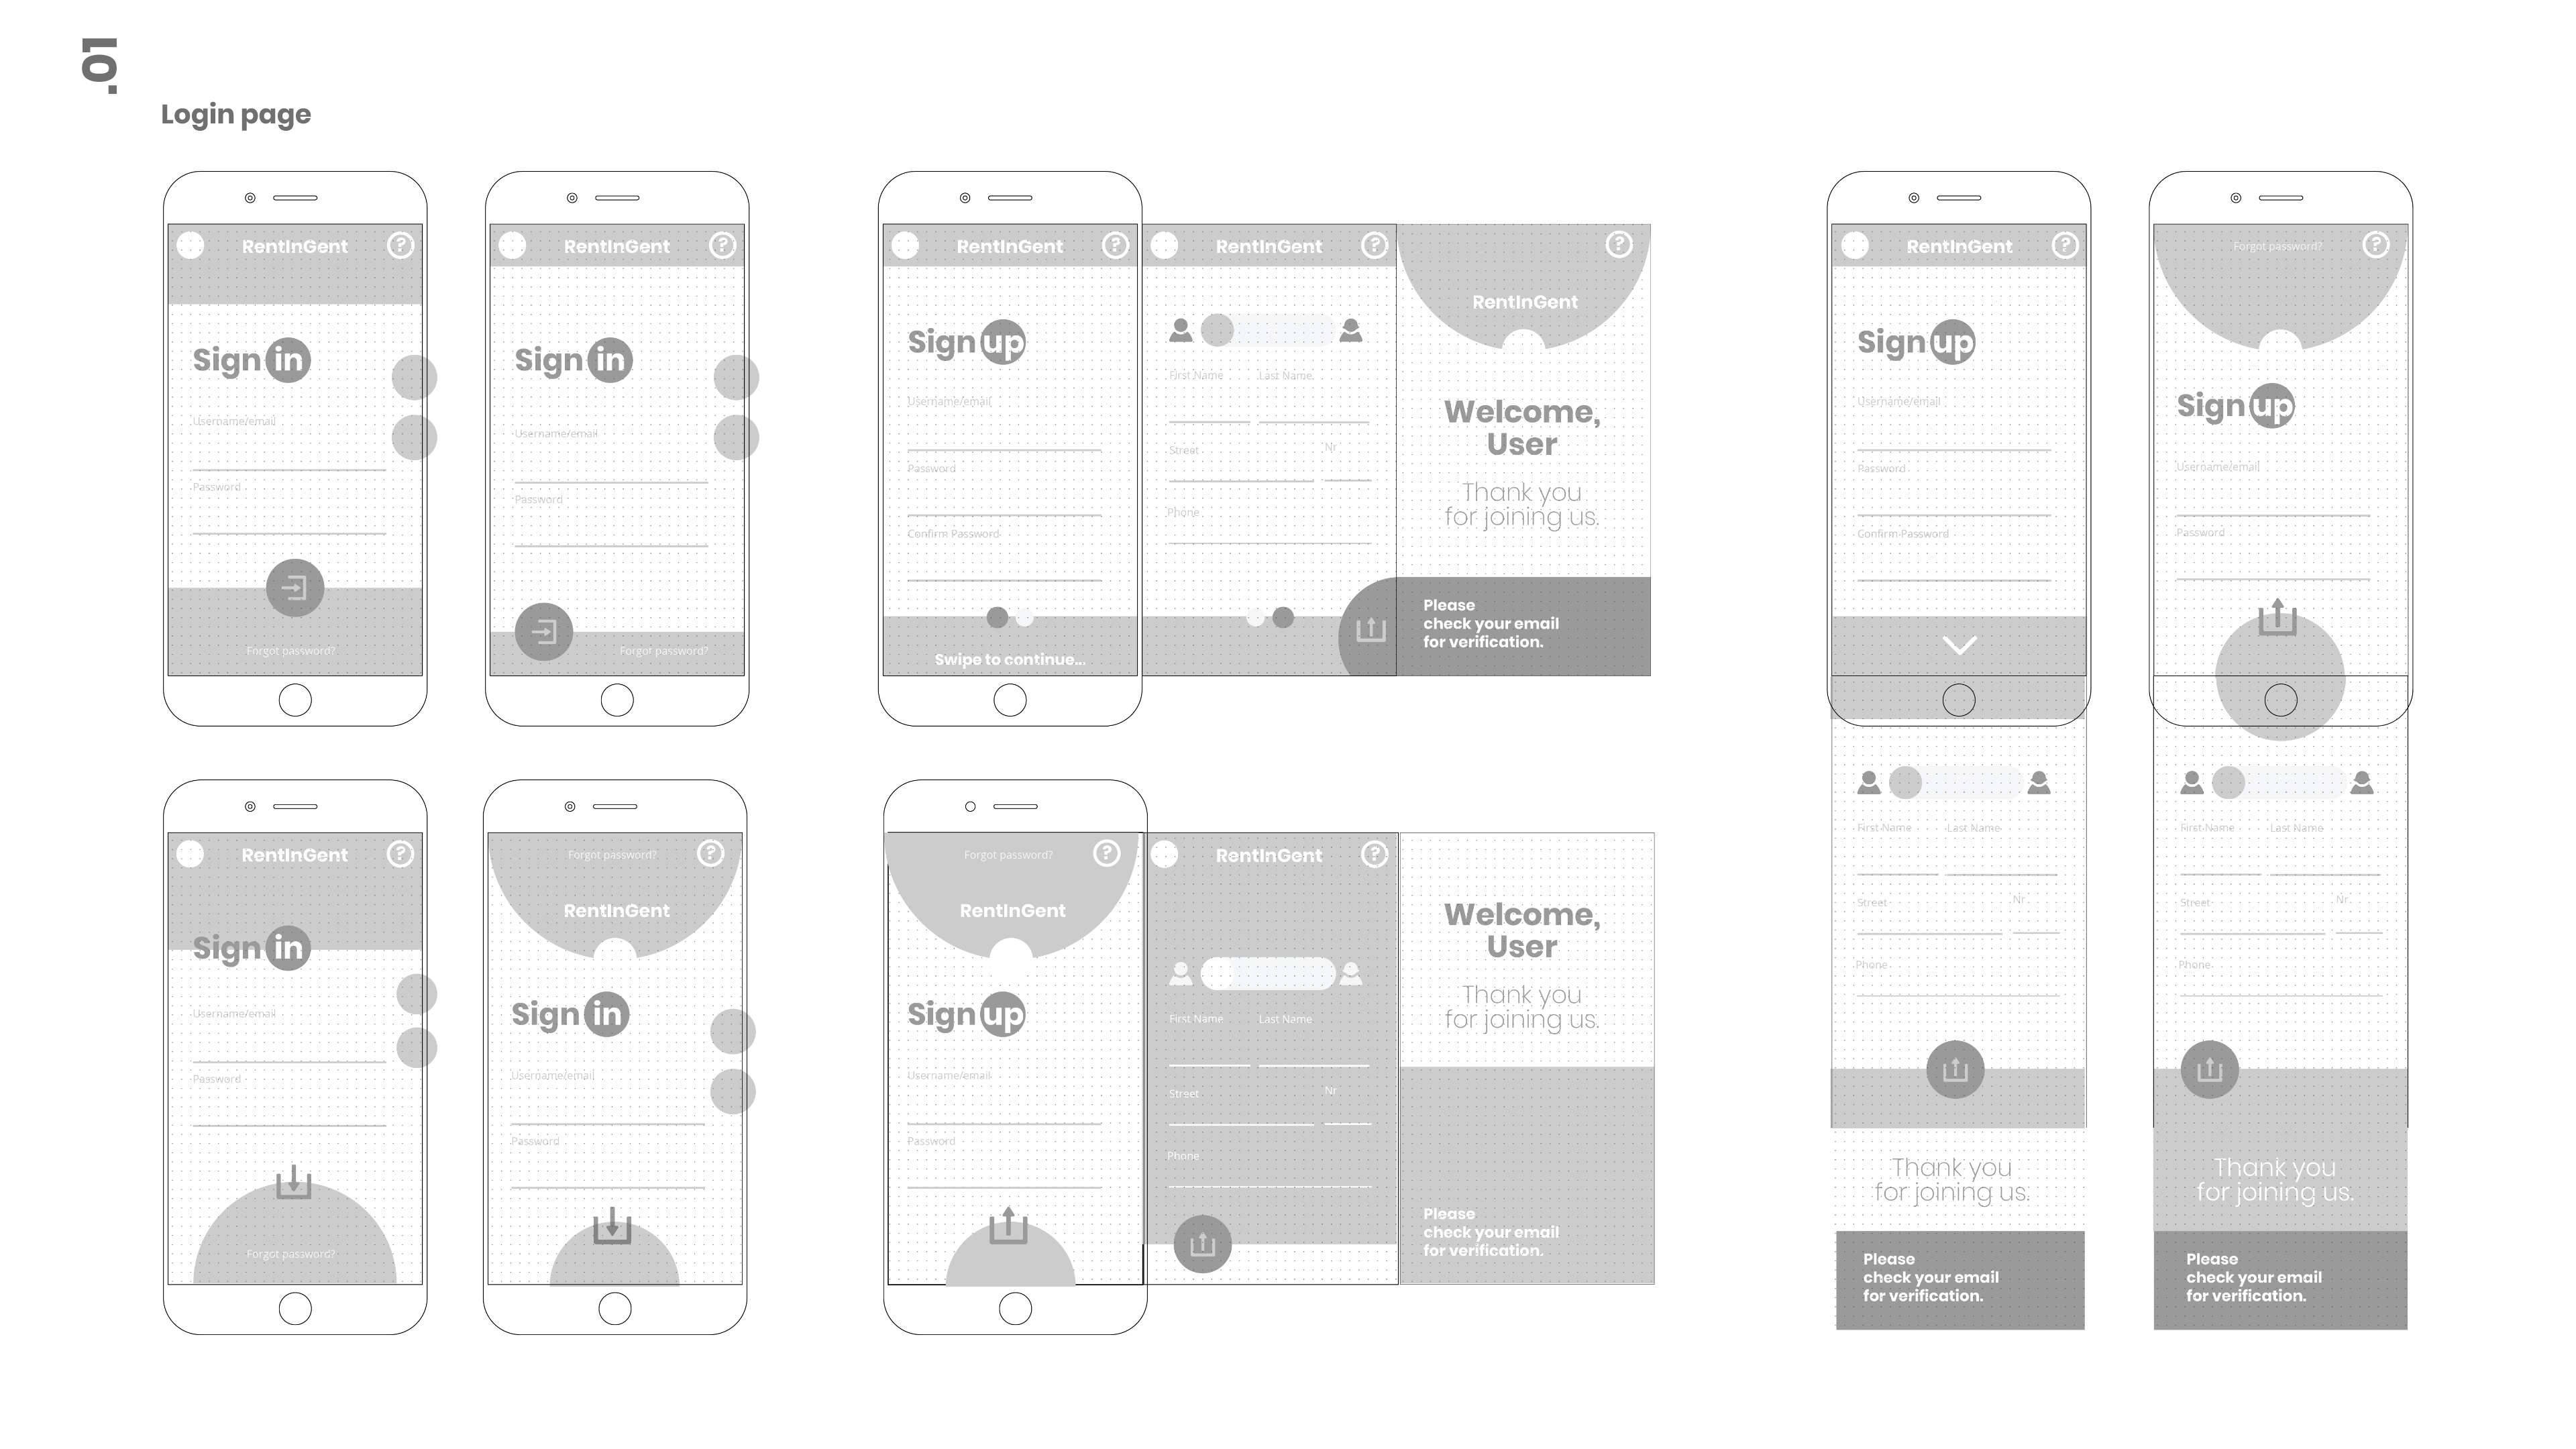 lo.
Login page
RentInGent
?
Sign in
Username/email
Password
Forgot password?
RentInGent
?
Sign in
Username/email
Password
Forgot password?
RentInGent
?
Sign up
Username/email
Password
Confirm Password
Swipe to continue...
RentInGent
?
First Name
Last Name
Street
Nr
Phone
?
RentInGent
Welcome,
User
Thank you
for joining us.
Please
check your email
for verification.
RentInGent
?
Sign up
Username/email
Password
Confirm Password
First Name
Last Name
Street
Nr
Phone
Thank you
for joining us.
Please
check your email
for verification.
Forgot password?
?
Sign up
Username/email
Password
First Name
Last Name
Street
Nr
Phone
Thank you
for joining us.
Please
check your email
for verification.
RentInGent
?
Sign in
Username/email
Password
Forgot password?
Forgot password?
?
RentInGent
Sign in
Username/email
Password
Forgot password?
?
RentInGent
Sign up
Username/email
Password
RentInGent
?
First Name
Last Name
Street
Nr
Phone
Welcome,
User
Thank you
for joining us.
Please
check your email
for verification.